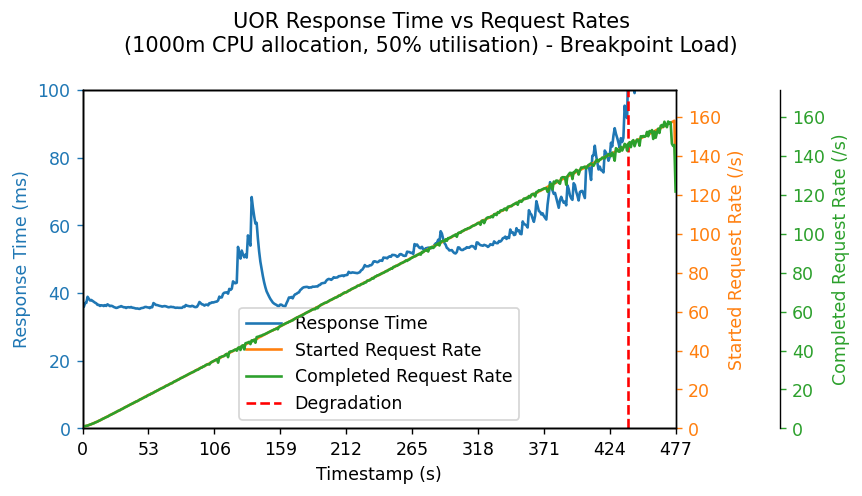 UOR Response Time vs Request Rates
(1000m CPU allocation, 50% utilisation) - Breakpoint Load)
Response Time (ms)
100
80
60
40
20
0
Response Time
Started Request Rate
Completed Request Rate
Degradation
0 53 106 159 212 265 318 371 424 477
Timestamp (s)
160
140
120
100
80
60
40
20
0
Started Request Rate (/s)
160
140
120
100
80
60
40
20
0
Completed Request Rate (/s)